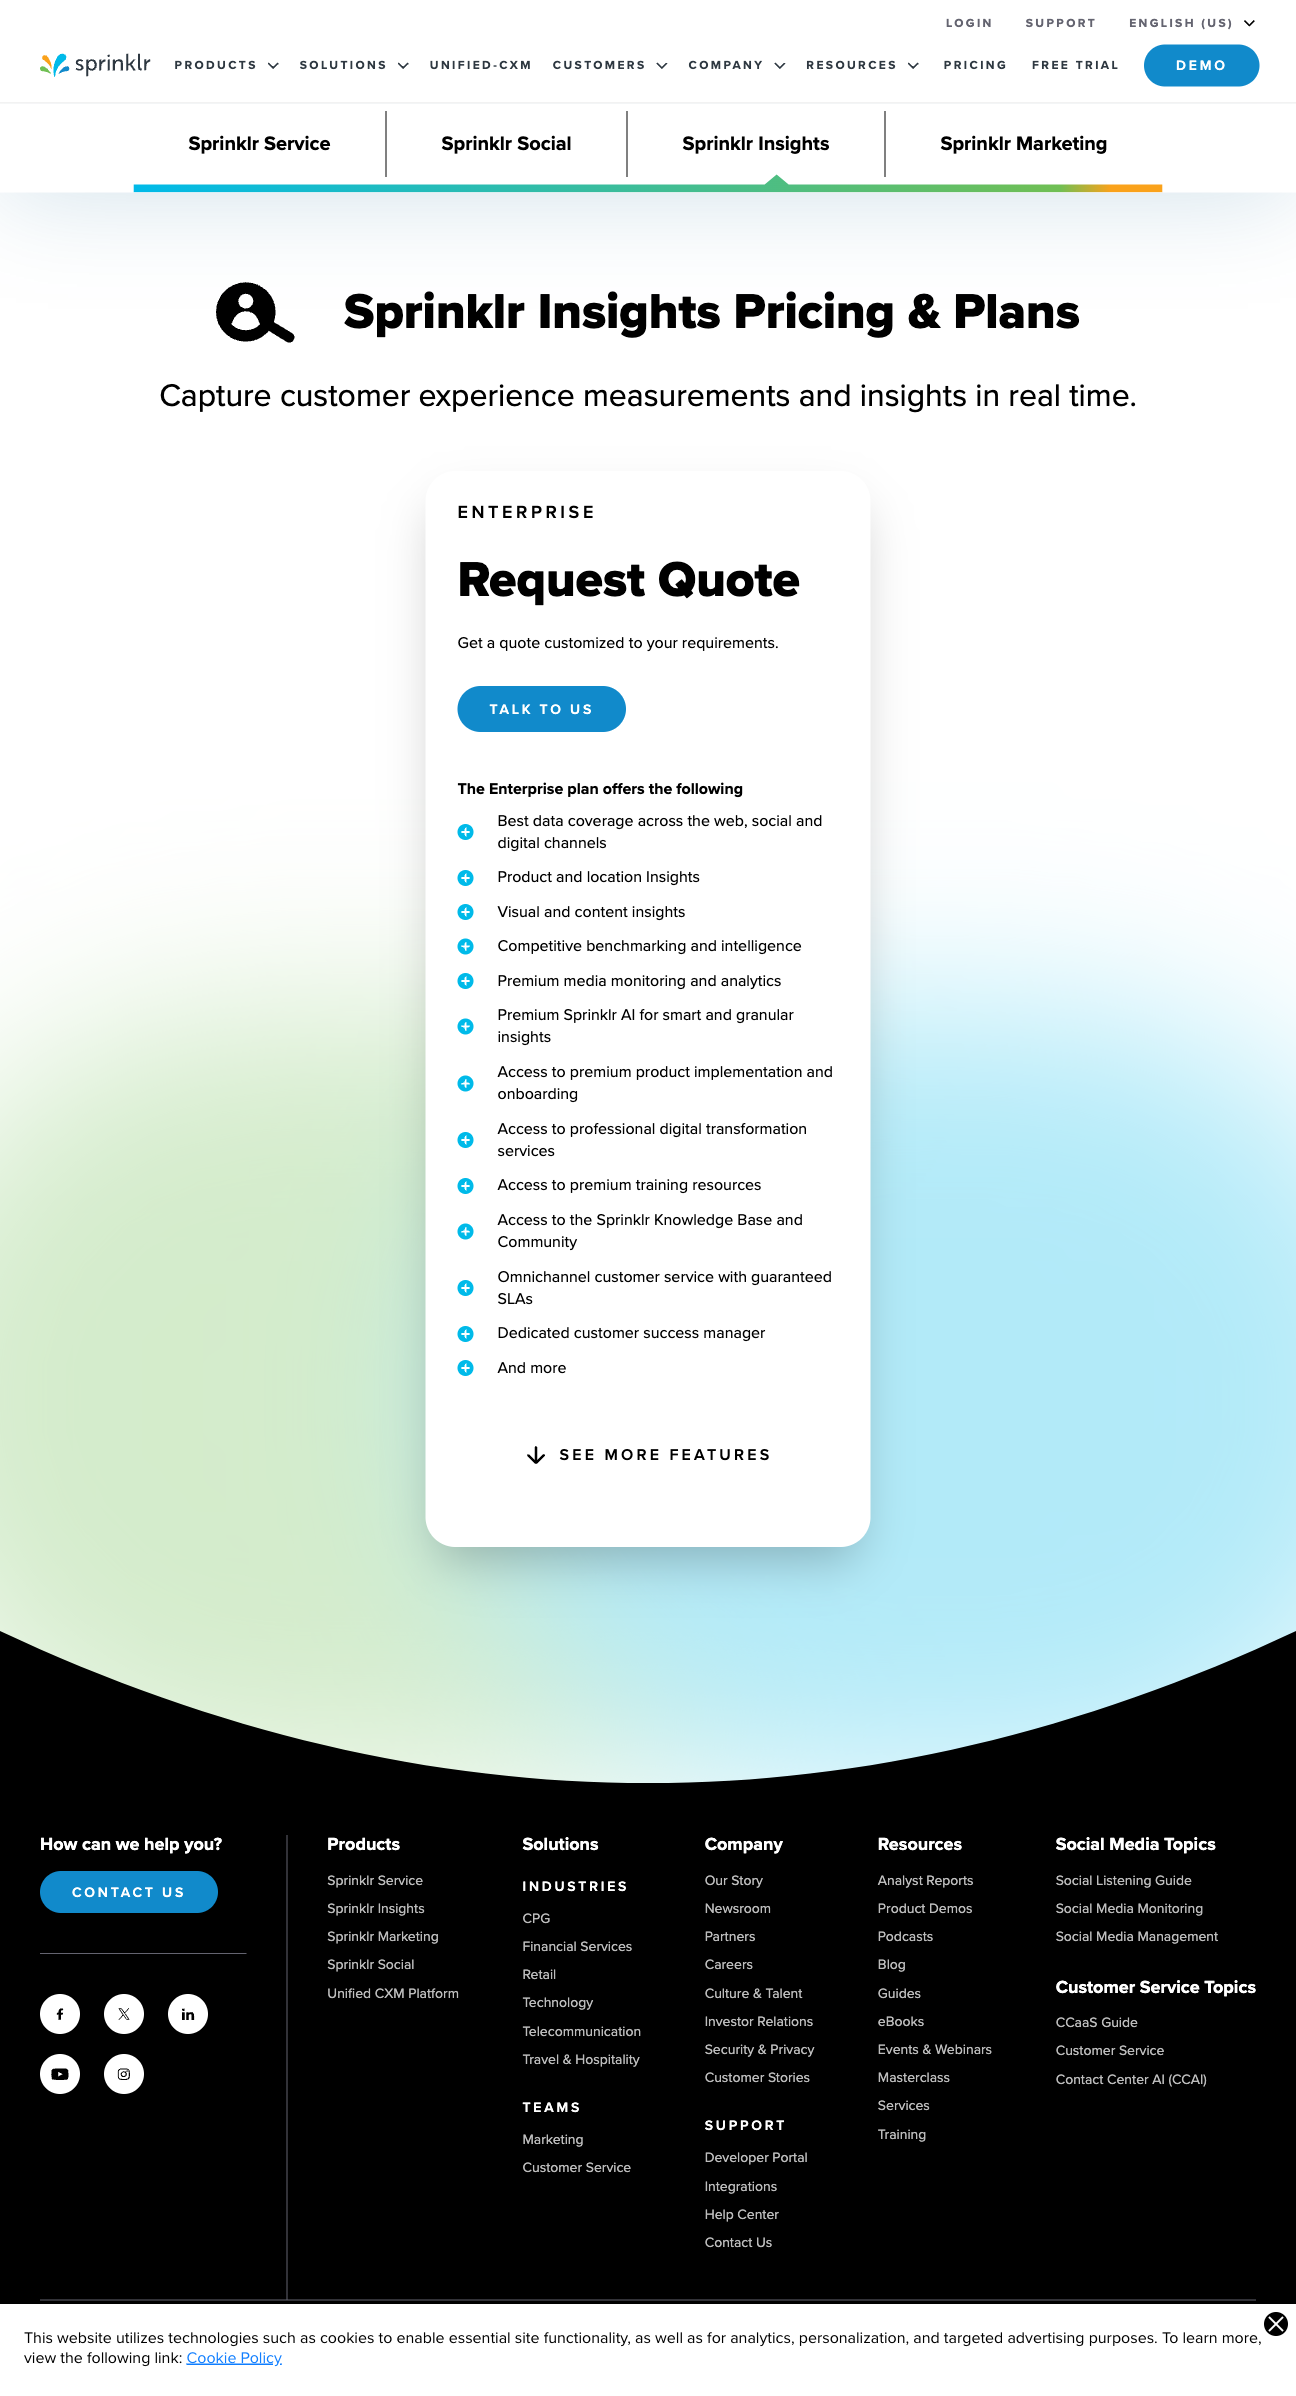 LOGIN SUPPORT ENGLISH (US)
sprinklr PRODUCTS SOLUTIONS UNIFIED-CXM CUSTOMERS COMPANY RESOURCES PRICING FREE TRIAL DEMO
Sprinklr Service Sprinklr Social Sprinklr Insights Sprinklr Marketing
Sprinklr Insights Pricing & Plans
Capture customer experience measurements and insights in real time.
ENTERPRISE
Request Quote
Get a quote customized to your requirements.
TALK TO US
The Enterprise plan offers the following
Best data coverage across the web, social and
digital channels
Product and location Insights
Visual and content insights
Competitive benchmarking and intelligence
Premium media monitoring and analytics
Premium Sprinklr AI for smart and granular
insights
Access to premium product implementation and
onboarding
Access to professional digital transformation
services
Access to premium training resources
Access to the Sprinklr Knowledge Base and
Community
Omnichannel customer service with guaranteed
SLAs
Dedicated customer success manager
And more
SEE MORE FEATURES
How can we help you?
CONTACT US
Products
Sprinklr Service
Sprinklr Insights
Sprinklr Marketing
Sprinklr Social
Unified CXM Platform
Solutions
INDUSTRIES
CPG
Financial Services
Retail
Technology
Telecommunication
Travel & Hospitality
TEAMS
Marketing
Customer Service
Company
Our Story
Newsroom
Partners
Careers
Culture & Talent
Investor Relations
Security & Privacy
Customer Stories
SUPPORT
Developer Portal
Integrations
Help Center
Contact Us
Resources
Analyst Reports
Product Demos
Podcasts
Blog
Guides
eBooks
Events & Webinars
Masterclass
Services
Training
Social Media Topics
Social Listening Guide
Social Media Monitoring
Social Media Management
Customer Service Topics
CCaaS Guide
Customer Service
Contact Center AI (CCAI)
This website utilizes technologies such as cookies to enable essential site functionality, as well as for analytics, personalization, and targeted advertising purposes. To learn more,
view the following link: Cookie Policy